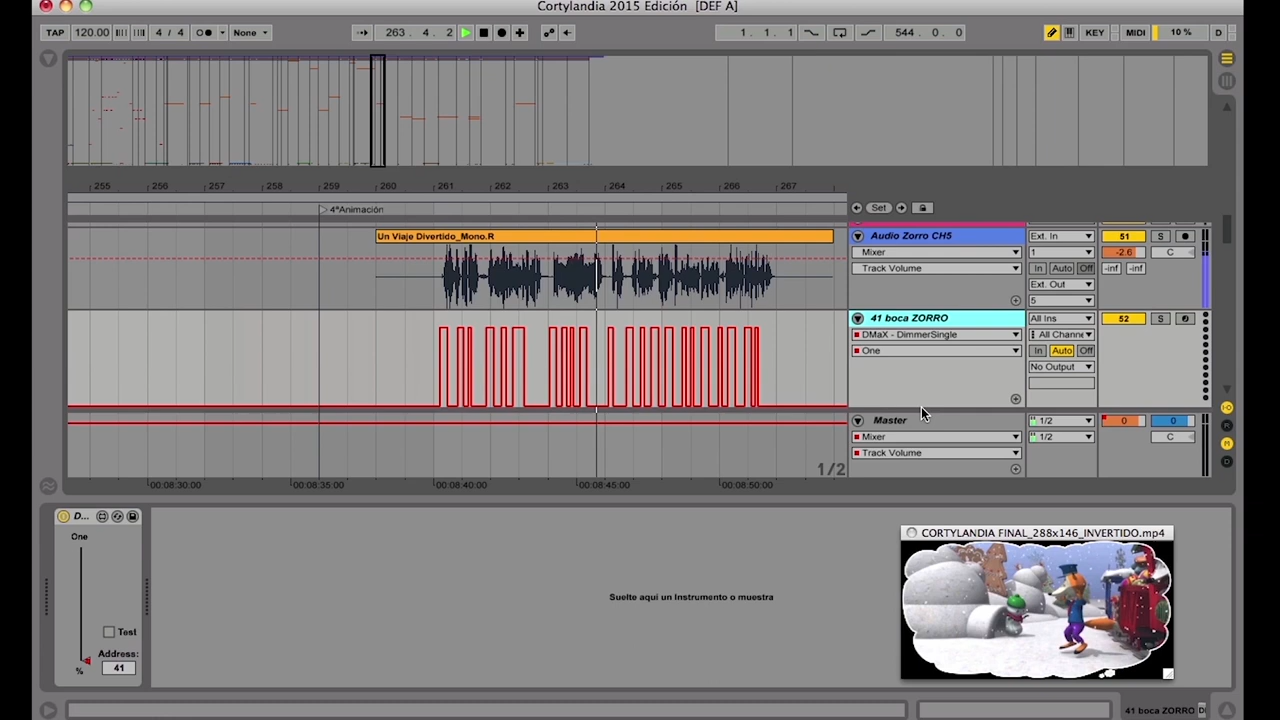 Cortylandia 2015 Edición [DEF A]
TAP 120.00 4 / 4 None 263. 4. 2 1. 1. 1 544. 0. 0 KEY MIDI 10 % D
255 256 257 258 259 260 261 262 263 264 265 266 267
4ªAnimación
Set
Un Viaje Divertido_Mono.R
Audio Zorro CH5 Ext. In 51 S
Mixer 1 -2.6 C
Track Volume In Auto Off -inf -inf
Ext. Out
5
41 boca ZORRO All Ins 52 S
DMaX - DimmerSingle All Channe
One In Auto Off
No Output
Master 1/2 0 0
Mixer 1/2 C
Track Volume
1/2
00:08:30:00 00:08:35:00 00:08:40:00 00:08:45:00 00:08:50:00
I·O
R
M
D
D...
One
Test
%
Address:
41
Suelte aquí un Instrumento o muestra
CORTYLANDIA FINAL_288x146_INVERTIDO.mp4
41 boca ZORRO